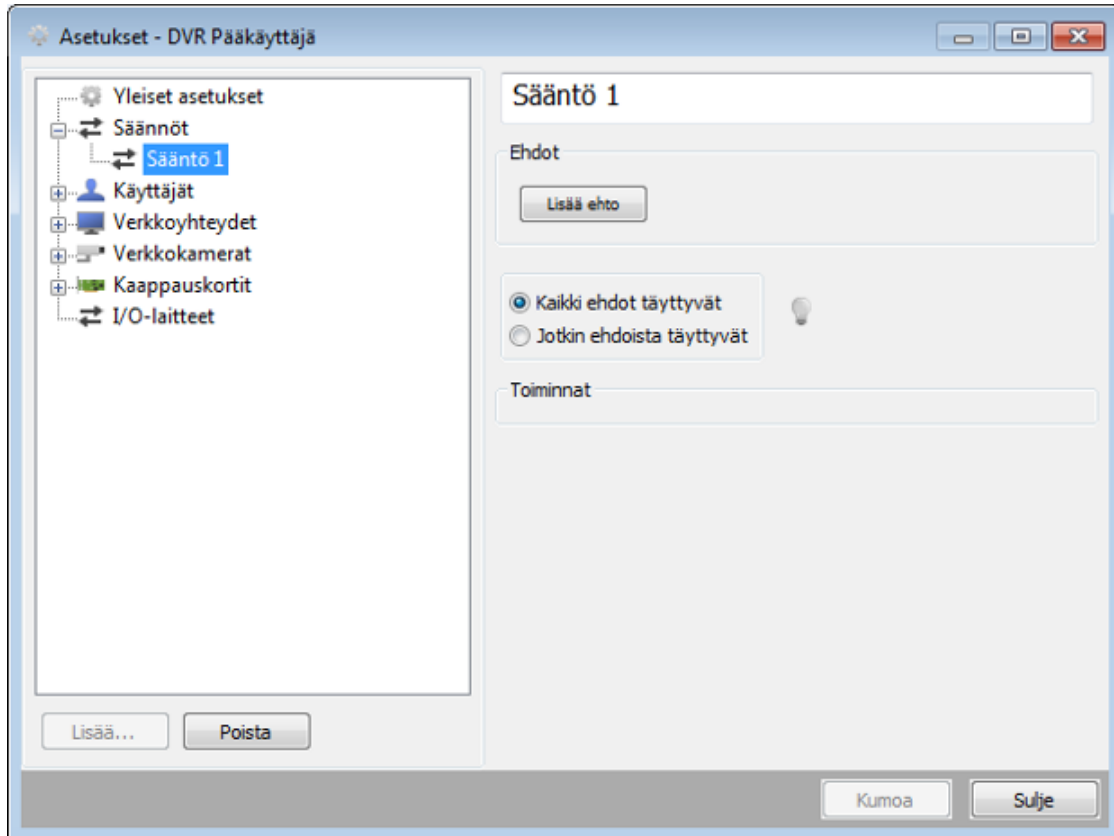 Asetukset - DVR Pääkäyttäjä
Yleiset asetukset
Säännöt
Sääntö 1
Käyttäjät
Verkkoyhteydet
Verkkokamerat
Kaappauskortit
I/O-laitteet
Lisää...
Poista
Sääntö 1
Ehdot
Lisää ehto
Kaikki ehdot täyttyvät
Jotkin ehdoista täyttyvät
Toiminnat
Kumoa
Sulje